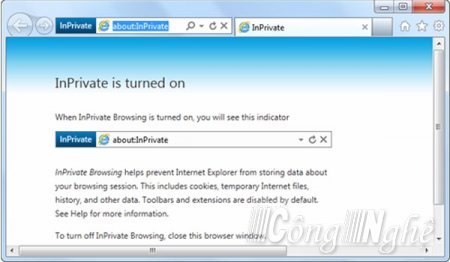 InPrivate about:InPrivate InPrivate
InPrivate is turned on
When InPrivate Browsing is turned on, you will see this indicator
InPrivate about:InPrivate
InPrivate Browsing helps prevent Internet Explorer from storing data about
your browsing session. This includes cookies, temporary Internet files,
history, and other data. Toolbars and extensions are disabled by default.
See Help for more information.
To turn off InPrivate Browsing, close this browser window.
Công Nghệ